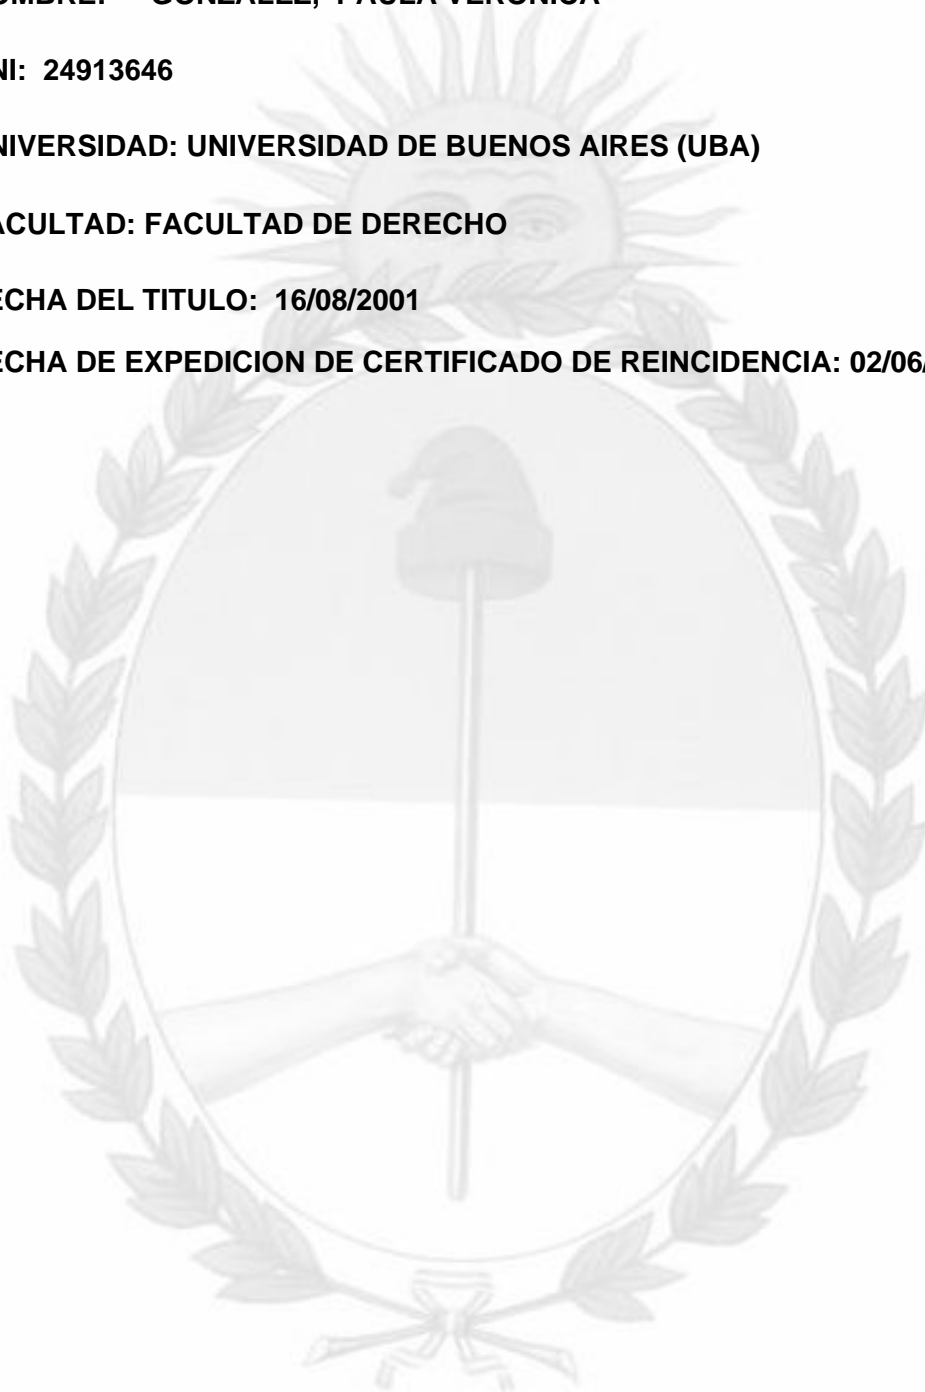 OMBRE: GONZALEZ, PAULA VERONICA
NI: 24913646
NIVERSIDAD: UNIVERSIDAD DE BUENOS AIRES (UBA)
ACULTAD: FACULTAD DE DERECHO
ECHA DEL TITULO: 16/08/2001
ECHA DE EXPEDICION DE CERTIFICADO DE REINCIDENCIA: 02/06/